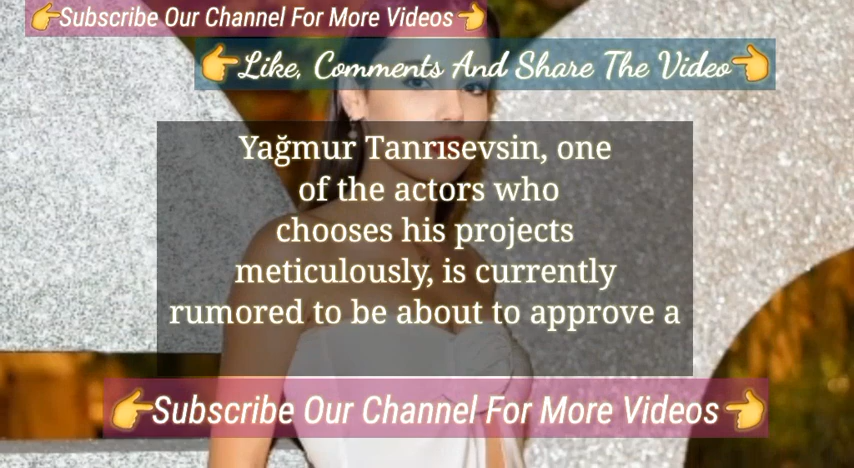 👉Subscribe Our Channel For More Videos👈
👉Like, Comments And Share The Video👈
Yağmur Tanrısevsin, one
of the actors who
chooses his projects
meticulously, is currently
rumored to be about to approve a
👉Subscribe Our Channel For More Videos👈